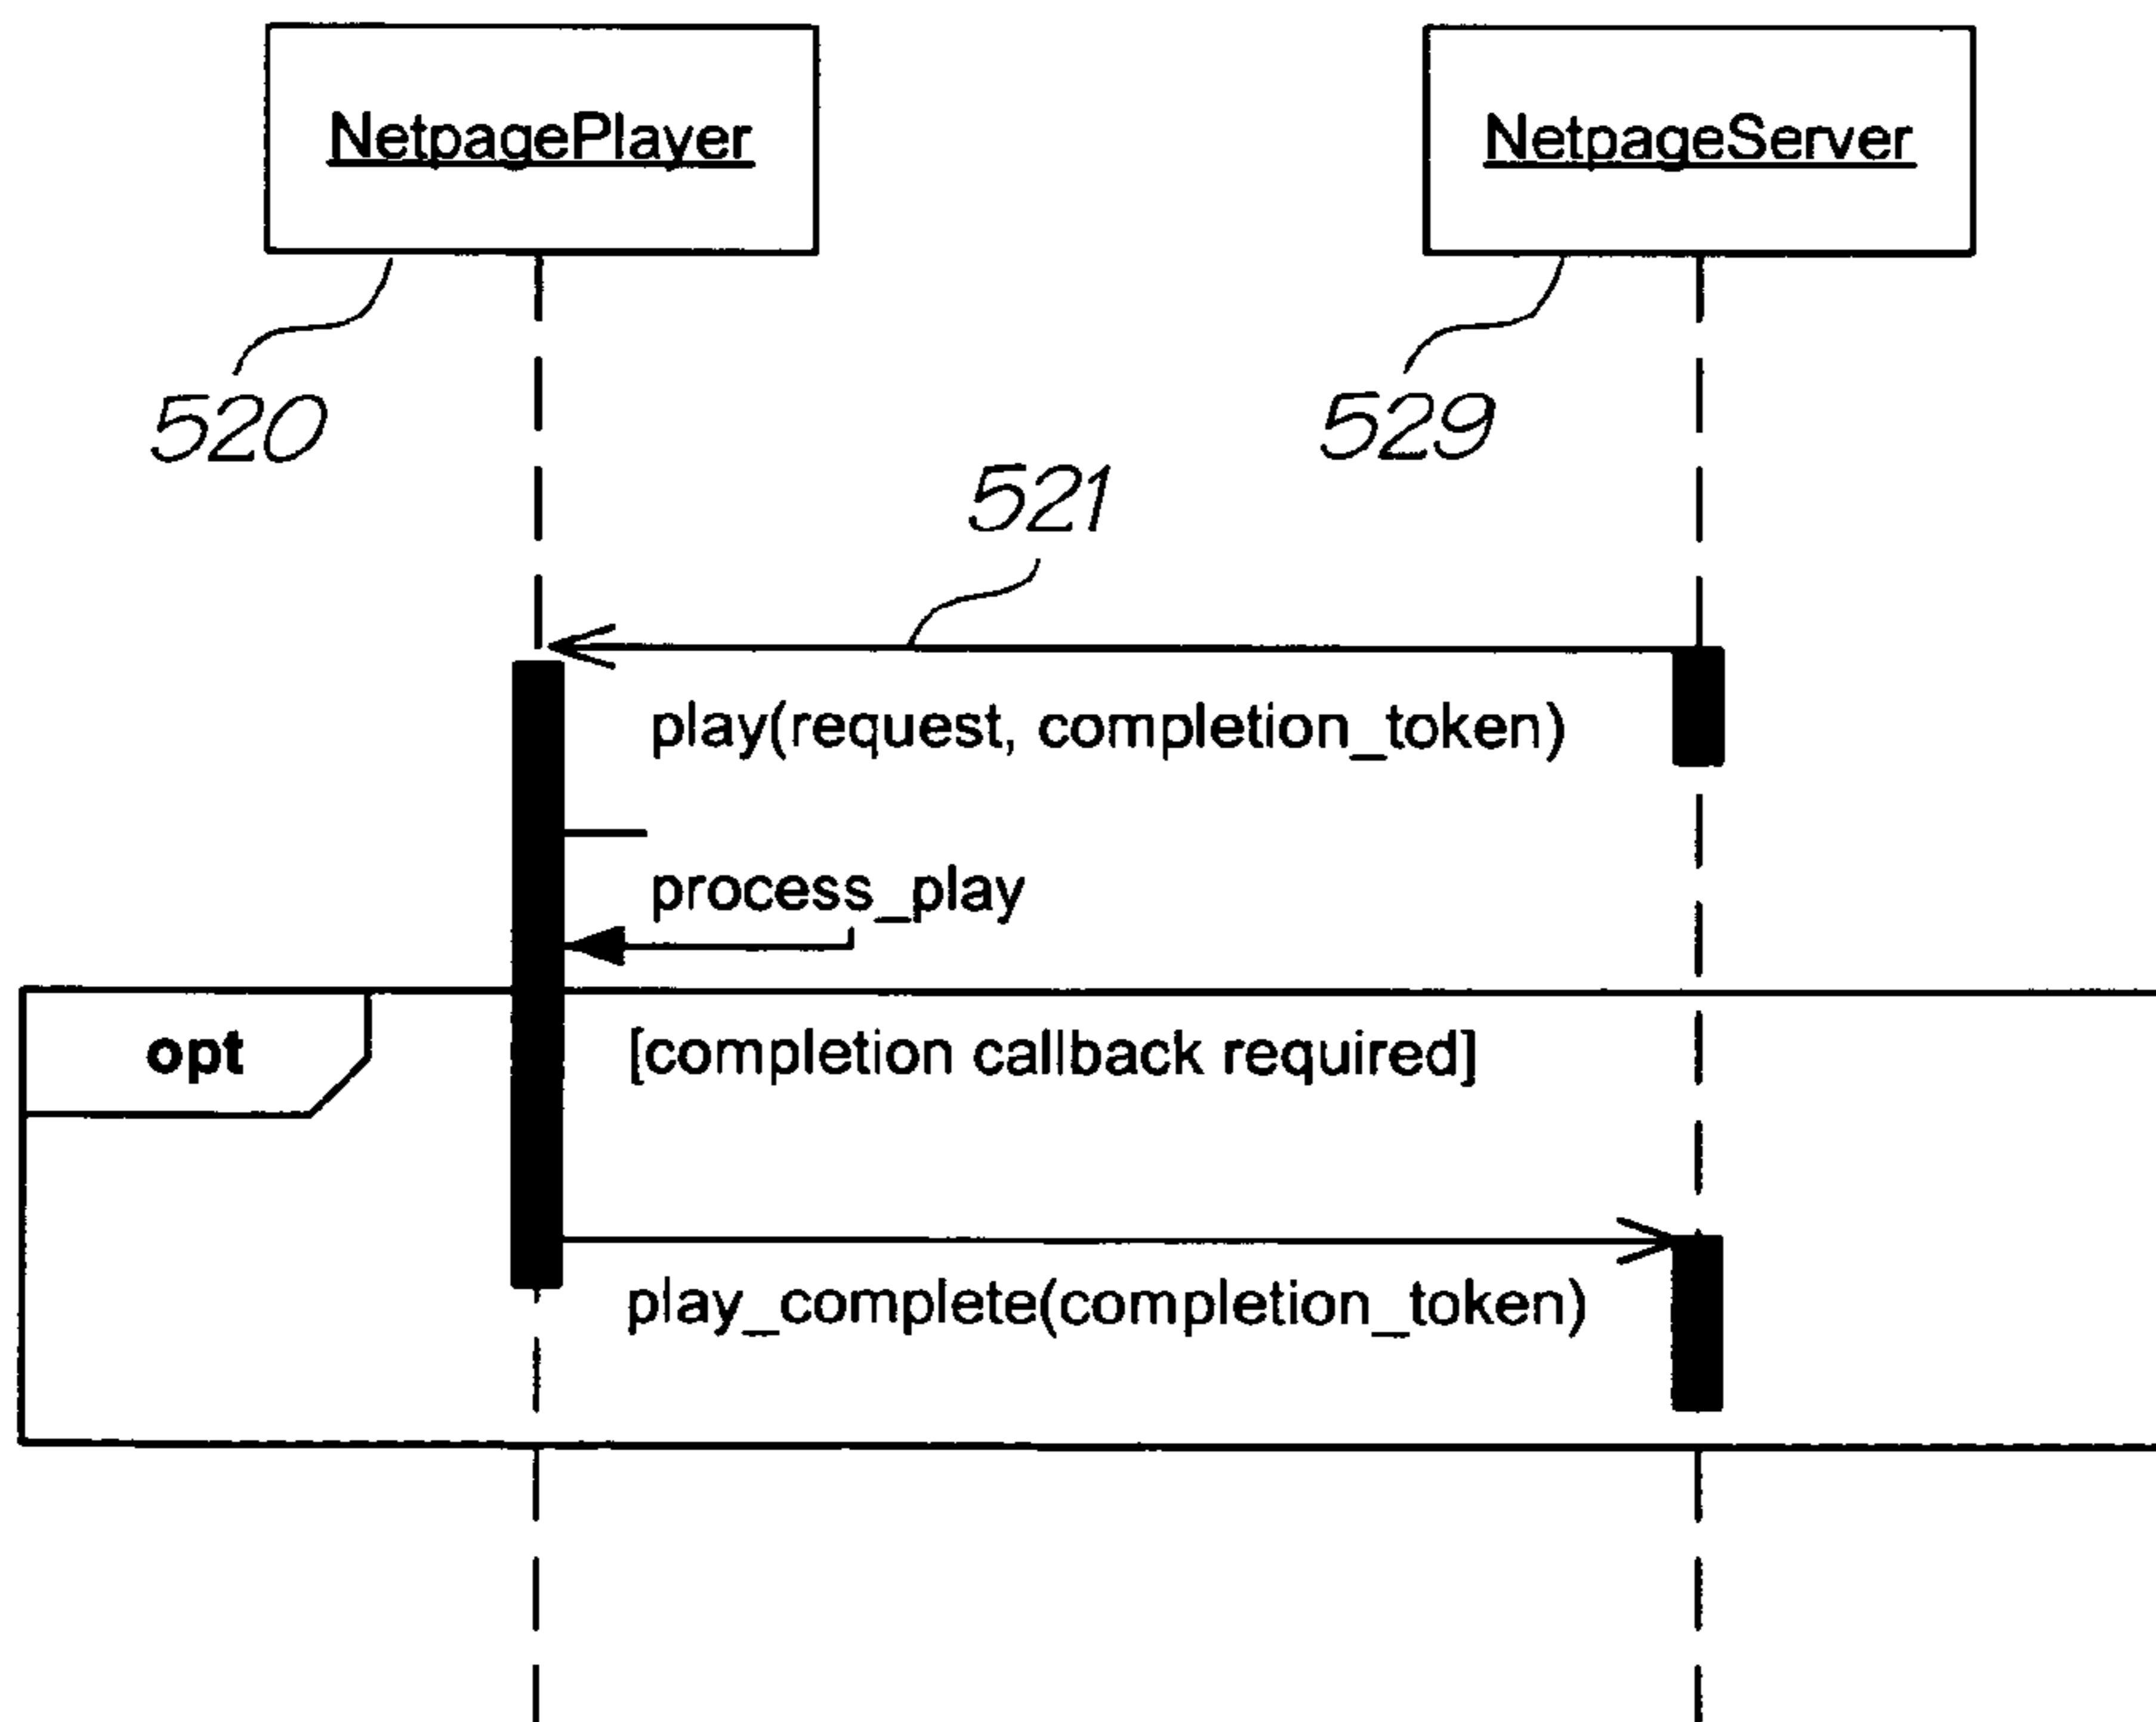 NetpagePlayer
NetpageServer
520
529
521
play(request, completion_token)
process_play
opt
[completion callback required]
play_complete(completion_token)